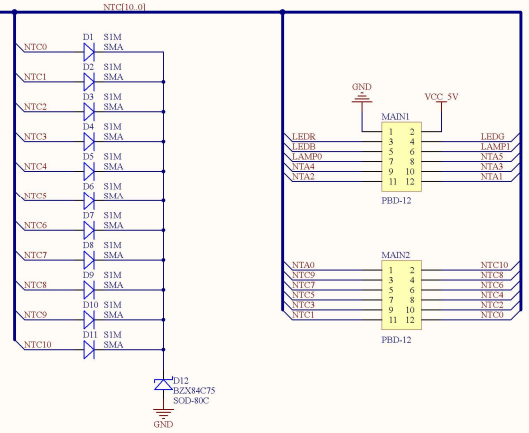 NTC[10..0]
D1 S1M
NTC0 SMA
D2 S1M
NTC1 SMA
D3 S1M
NTC2 SMA
D4 S1M
NTC3 SMA
D5 S1M
NTC4 SMA
D6 S1M
NTC5 SMA
D7 S1M
NTC6 SMA
D8 S1M
NTC7 SMA
D9 S1M
NTC8 SMA
D10 S1M
NTC9 SMA
D11 S1M
NTC10 SMA
D12
BZX84C75
SOD-80C
GND
GND VCC_5V
MAIN1
1 2
LEDR 3 4 LEDG
LEDB 5 6 LAMP1
LAMP0 7 8 NTA5
NTA4 9 10 NTA3
NTA2 11 12 NTA1
PBD-12
MAIN2
NTA0 1 2 NTC10
NTC9 3 4 NTC8
NTC7 5 6 NTC6
NTC5 7 8 NTC4
NTC3 9 10 NTC2
NTC1 11 12 NTC0
PBD-12